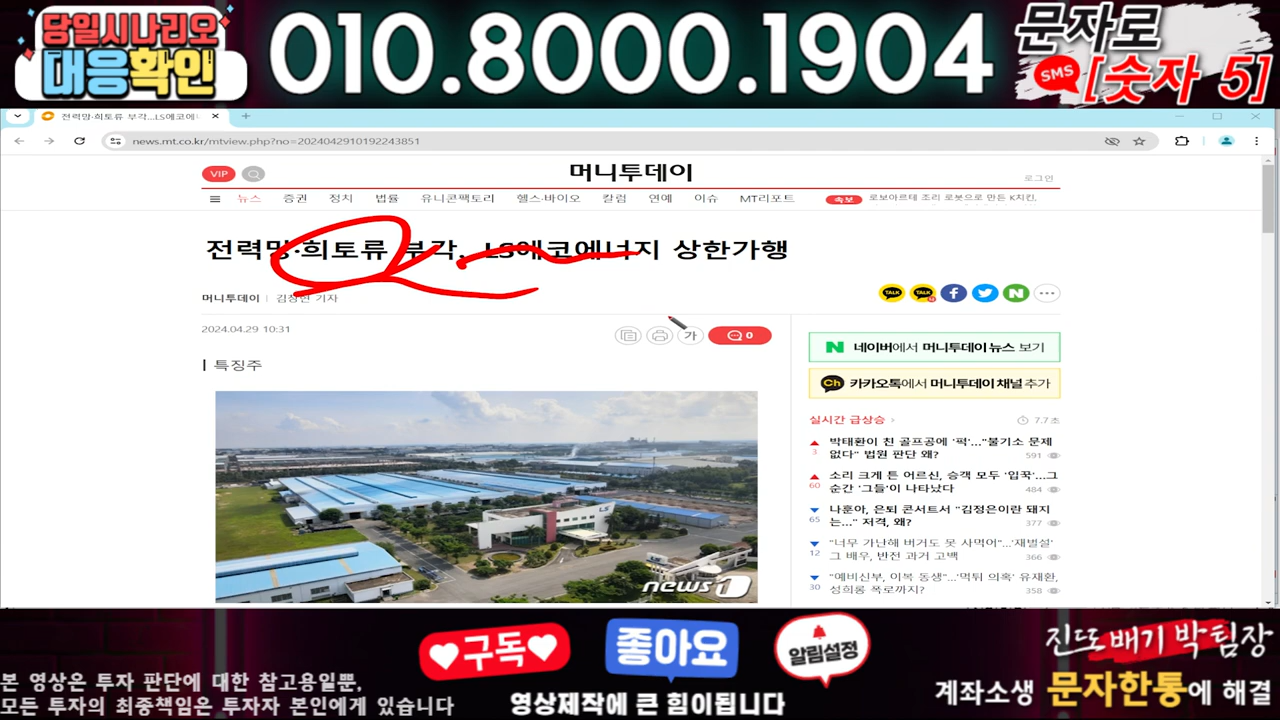 당일시나리오
대응확인
010.8000.1904
문자로
SMS [숫자 5]
전력망·희토류 부각...LS에코에너
news.mt.co.kr/mtview.php?no=2024042910192243851
VIP
머니투데이
로그인
뉴스 증권 정치 법률 유니콘팩토리 헬스·바이오 칼럼 연예 이슈 MT리포트
속보 로보아르테 조리 로봇으로 만든 K치킨,
전력망·희토류 부각, LS에코에너지 상한가행
머니투데이 | 김창현 기자
TALK TALK f N
2024.04.29 10:31
가 0
특징주
LS
news1
N 네이버에서 머니투데이 뉴스 보기
Ch 카카오톡에서 머니투데이 채널 추가
실시간 급상승 7.7초
3 박태환이 친 골프공에 '퍽'..."불기소 문제
없다" 법원 판단 왜? 591
60 소리 크게 튼 어르신, 승객 모두 '입꾹'...그
순간 '그들'이 나타났다 484
65 나훈아, 은퇴 콘서트서 "김정은이란 돼지
는..." 저격, 왜? 377
12 "너무 가난해 버거도 못 사먹어"...'재벌설'
그 배우, 반전 과거 고백 366
30 "예비신부, 이복 동생"...'먹튀 의혹' 유재환,
성희롱 폭로까지? 358
구독
좋아요
알림설정
진또배기 박팀장
본 영상은 투자 판단에 대한 참고용일뿐,
모든 투자의 최종책임은 투자자 본인에게 있습니다
영상제작에 큰 힘이됩니다
계좌소생 문자한통에 해결